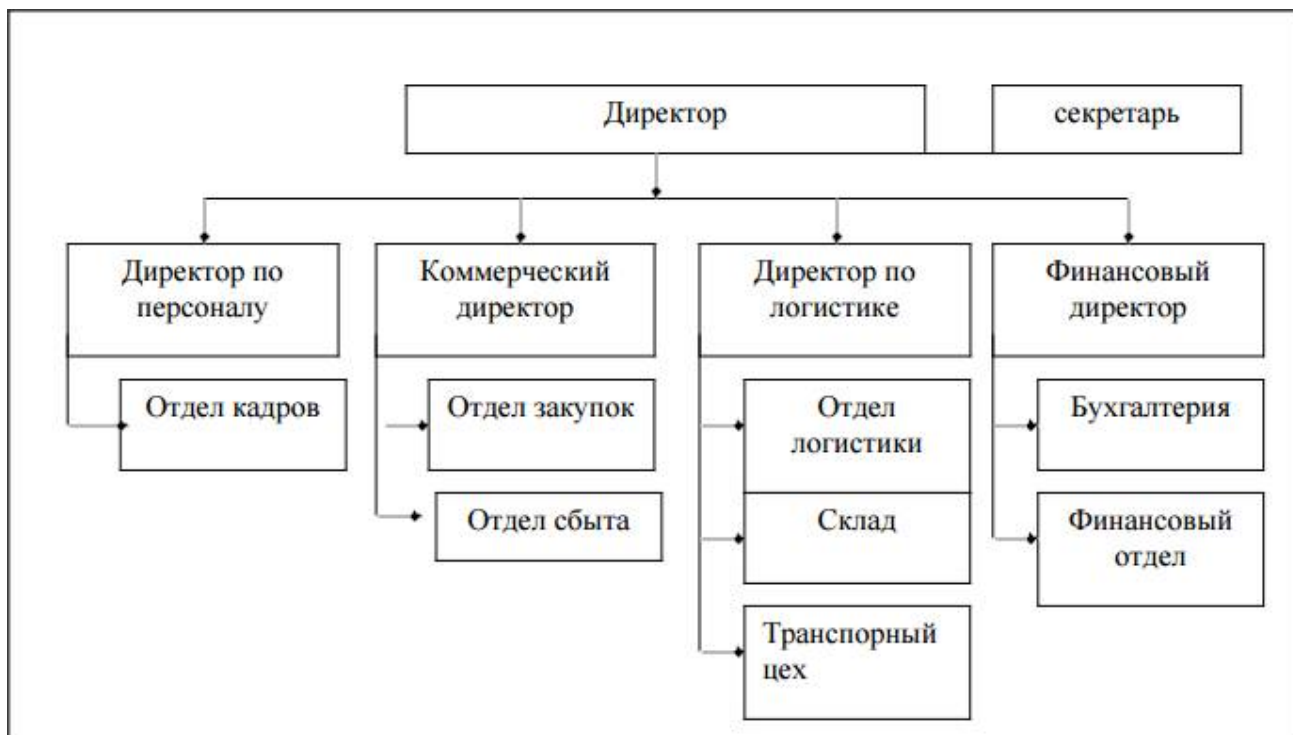 Директор
секретарь
Директор по
персоналу
Коммерческий
директор
Директор по
логистике
Финансовый
директор
Отдел кадров
Отдел закупок
Отдел
логистики
Бухгалтерия
Отдел сбыта
Склад
Финансовый
отдел
Транспорный
цех